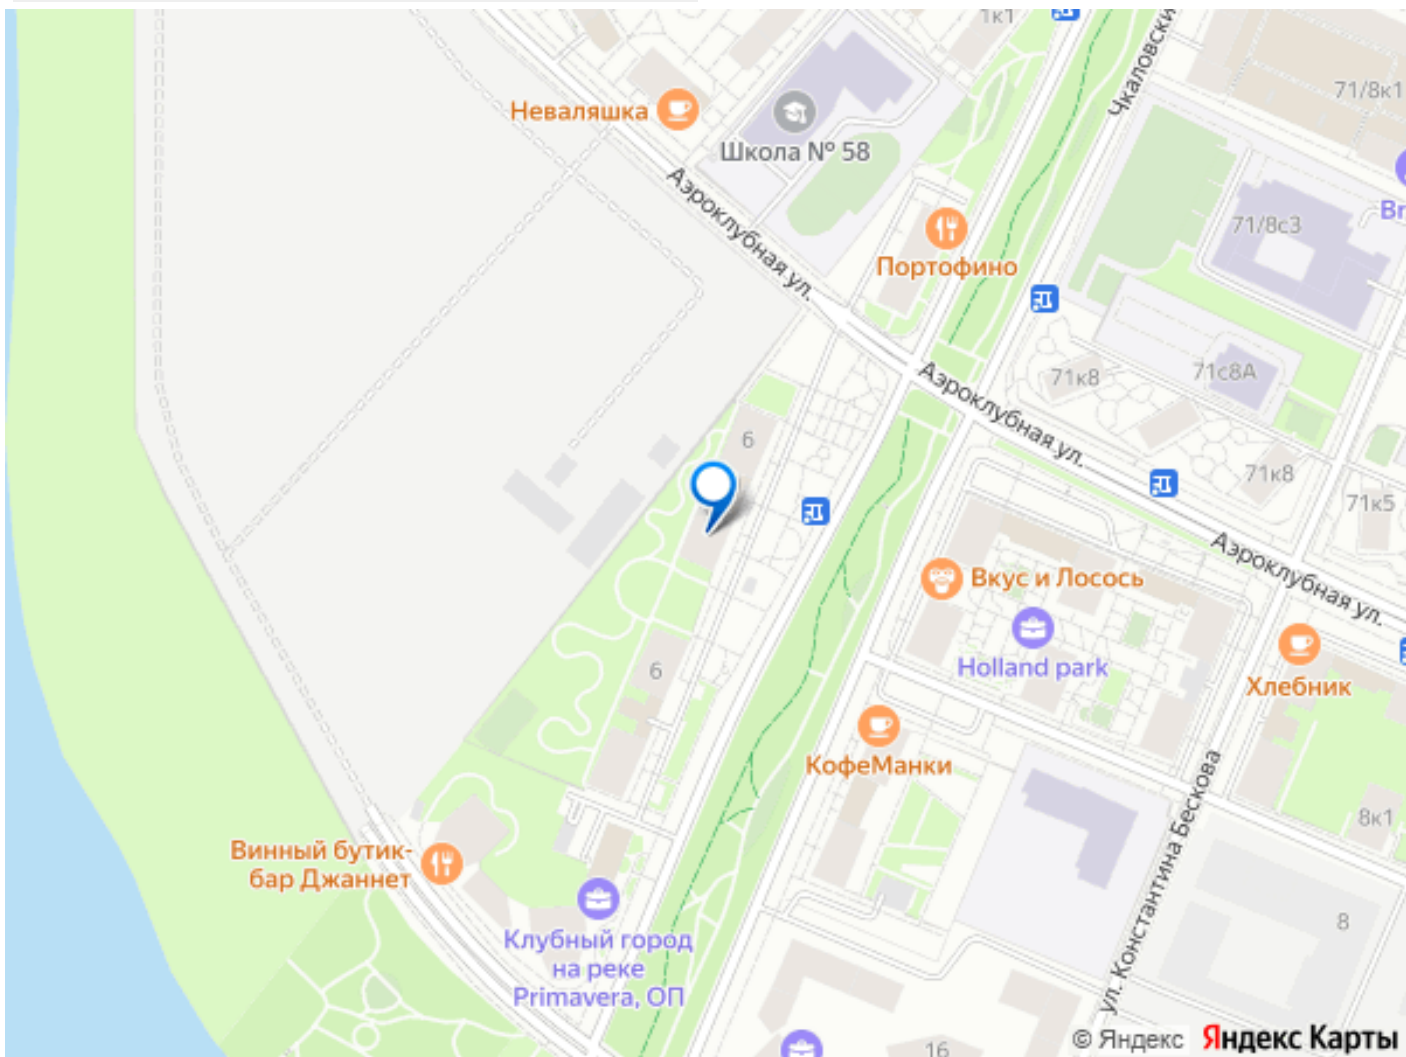 1к1
Чкаловски
71/8к1
Неваляшка
Школа № 58
Аэроклубная ул.
Br
71/8с3
Портофино
71к8
71с8А
Аэроклубная ул.
6
71к8
71к5
Аэроклубная ул.
Вкус и Лосось
Holland park
6
Хлебник
КофеМанки
ул. Константина Бескова
8к1
Винный бутик-
бар Джаннет
8
Клубный город
на реке
Primavera, ОП
16
© Яндекс Яндекс Карты